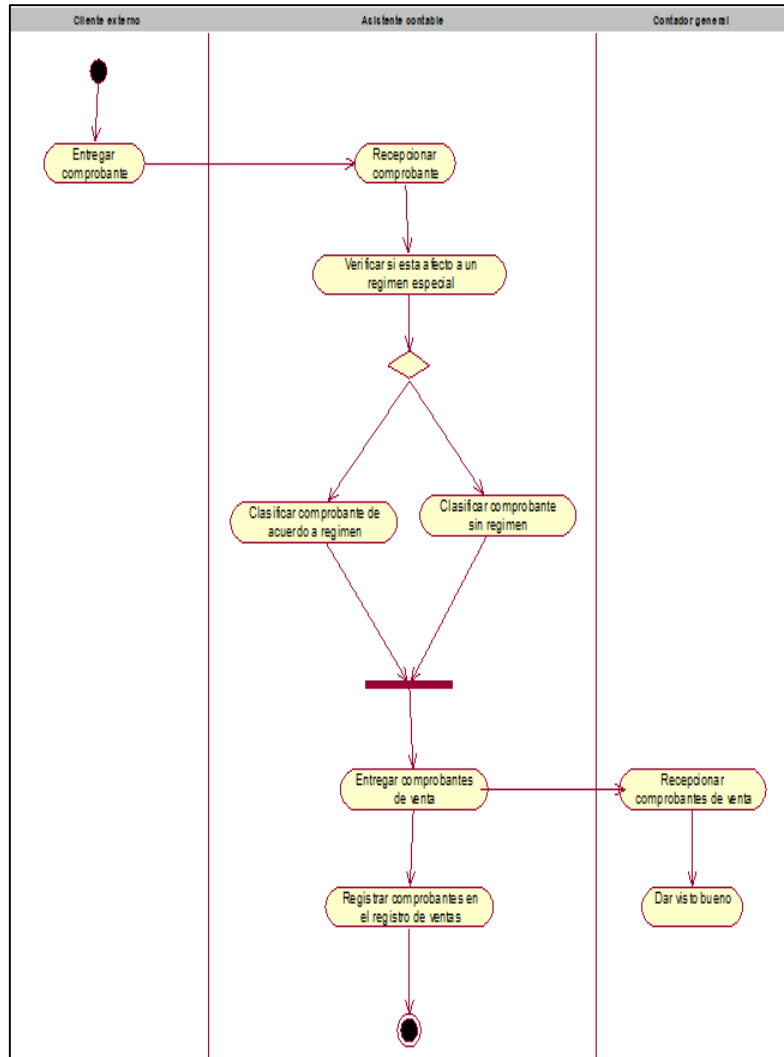 Cliente externo
Asistente contable
Contador general
Entregar
comprobante
Recepcionar
comprobante
Verificar si esta afecto a un
regimen especial
Clasificar comprobante de
acuerdo a regimen
Clasificar comprobante
sin regimen
Entregar comprobantes
de venta
Recepcionar
comprobantes de venta
Registrar comprobantes en
el registro de ventas
Dar visto bueno